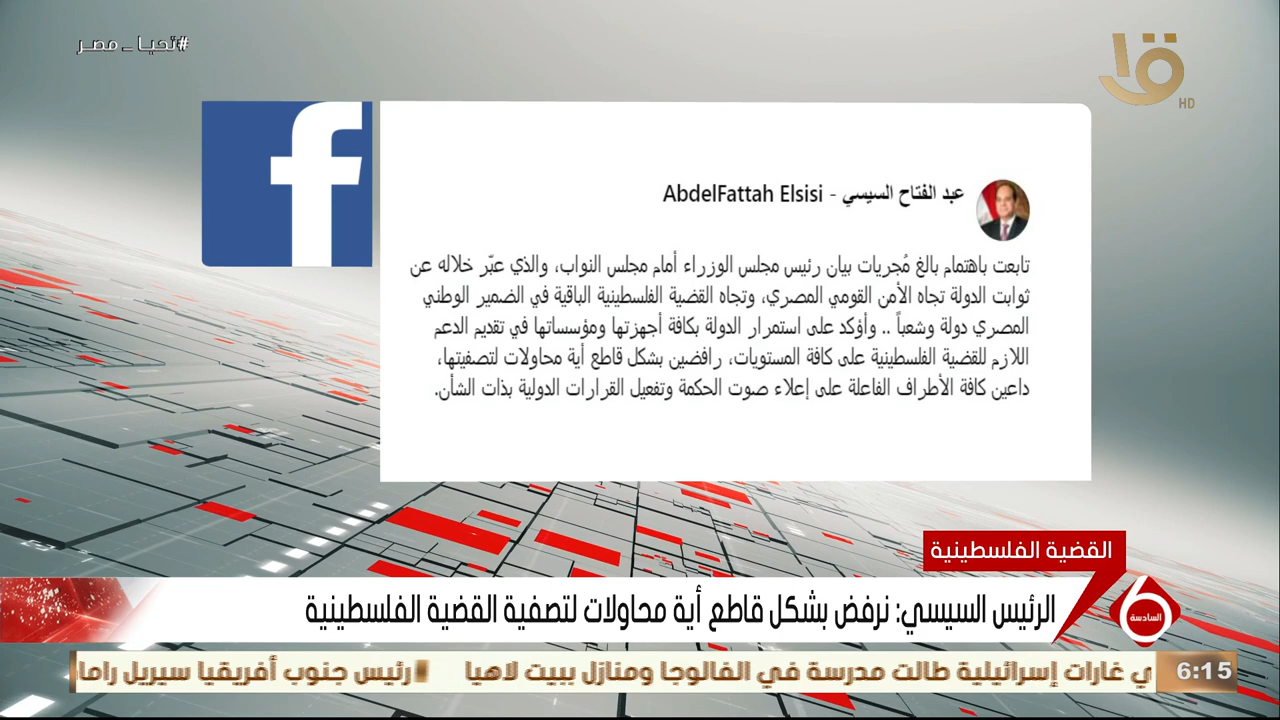 #تحيا_مصر
HD
عبد الفتاح السيسي - AbdelFattah Elsisi
تابعت باهتمام بالغ مُجريات بيان رئيس مجلس الوزراء أمام مجلس النواب، والذي عبّر خلاله عن
ثوابت الدولة تجاه الأمن القومي المصري، وتجاه القضية الفلسطينية الباقية في الضمير الوطني
المصري دولة وشعباً .. وأؤكد على استمرار الدولة بكافة أجهزتها ومؤسساتها في تقديم الدعم
اللازم للقضية الفلسطينية على كافة المستويات، رافضين بشكل قاطع أية محاولات لتصفيتها،
داعين كافة الأطراف الفاعلة على إعلاء صوت الحكمة وتفعيل القرارات الدولية بذات الشأن.
القضية الفلسطينية
الرئيس السيسي: نرفض بشكل قاطع أية محاولات لتصفية القضية الفلسطينية
السادسة
6:15 ي غارات إسرائيلية طالت مدرسة في الفالوجا ومنازل ببيت لاهيا رئيس جنوب أفريقيا سيريل راما